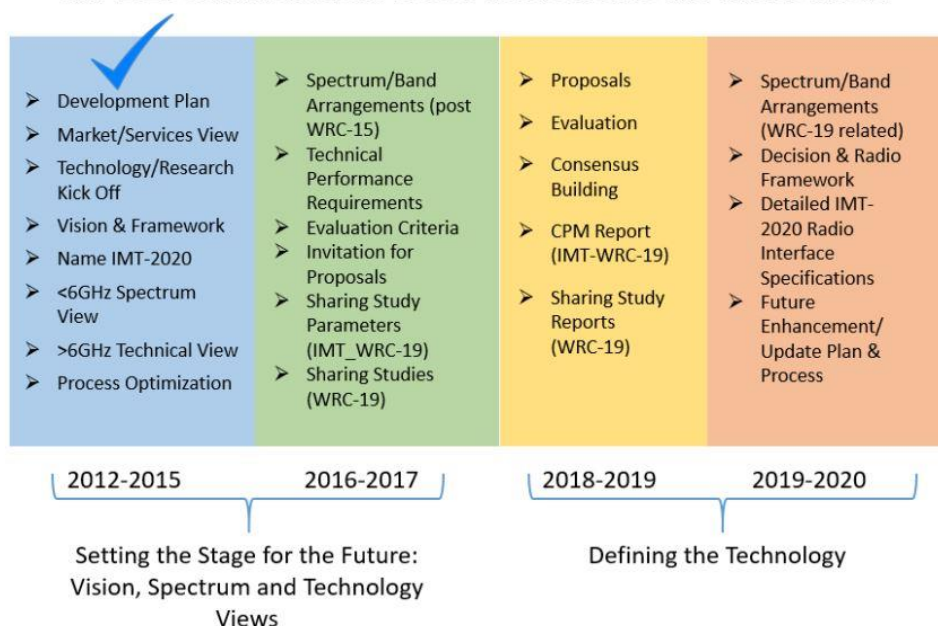 Development Plan
Market/Services View
Technology/Research
Kick Off
Vision & Framework
Name IMT-2020
<6GHz Spectrum
View
>6GHz Technical View
Process Optimization
Spectrum/Band
Arrangements (post
WRC-15)
Technical
Performance
Requirements
Evaluation Criteria
Invitation for
Proposals
Sharing Study
Parameters
(IMT_WRC-19)
Sharing Studies
(WRC-19)
Proposals
Evaluation
Consensus
Building
CPM Report
(IMT-WRC-19)
Sharing Study
Reports
(WRC-19)
Spectrum/Band
Arrangements
(WRC-19 related)
Decision & Radio
Framework
Detailed IMT-
2020 Radio
Interface
Specifications
Future
Enhancement/
Update Plan &
Process
2012-2015
2016-2017
2018-2019
2019-2020
Setting the Stage for the Future:
Vision, Spectrum and Technology
Views
Defining the Technology